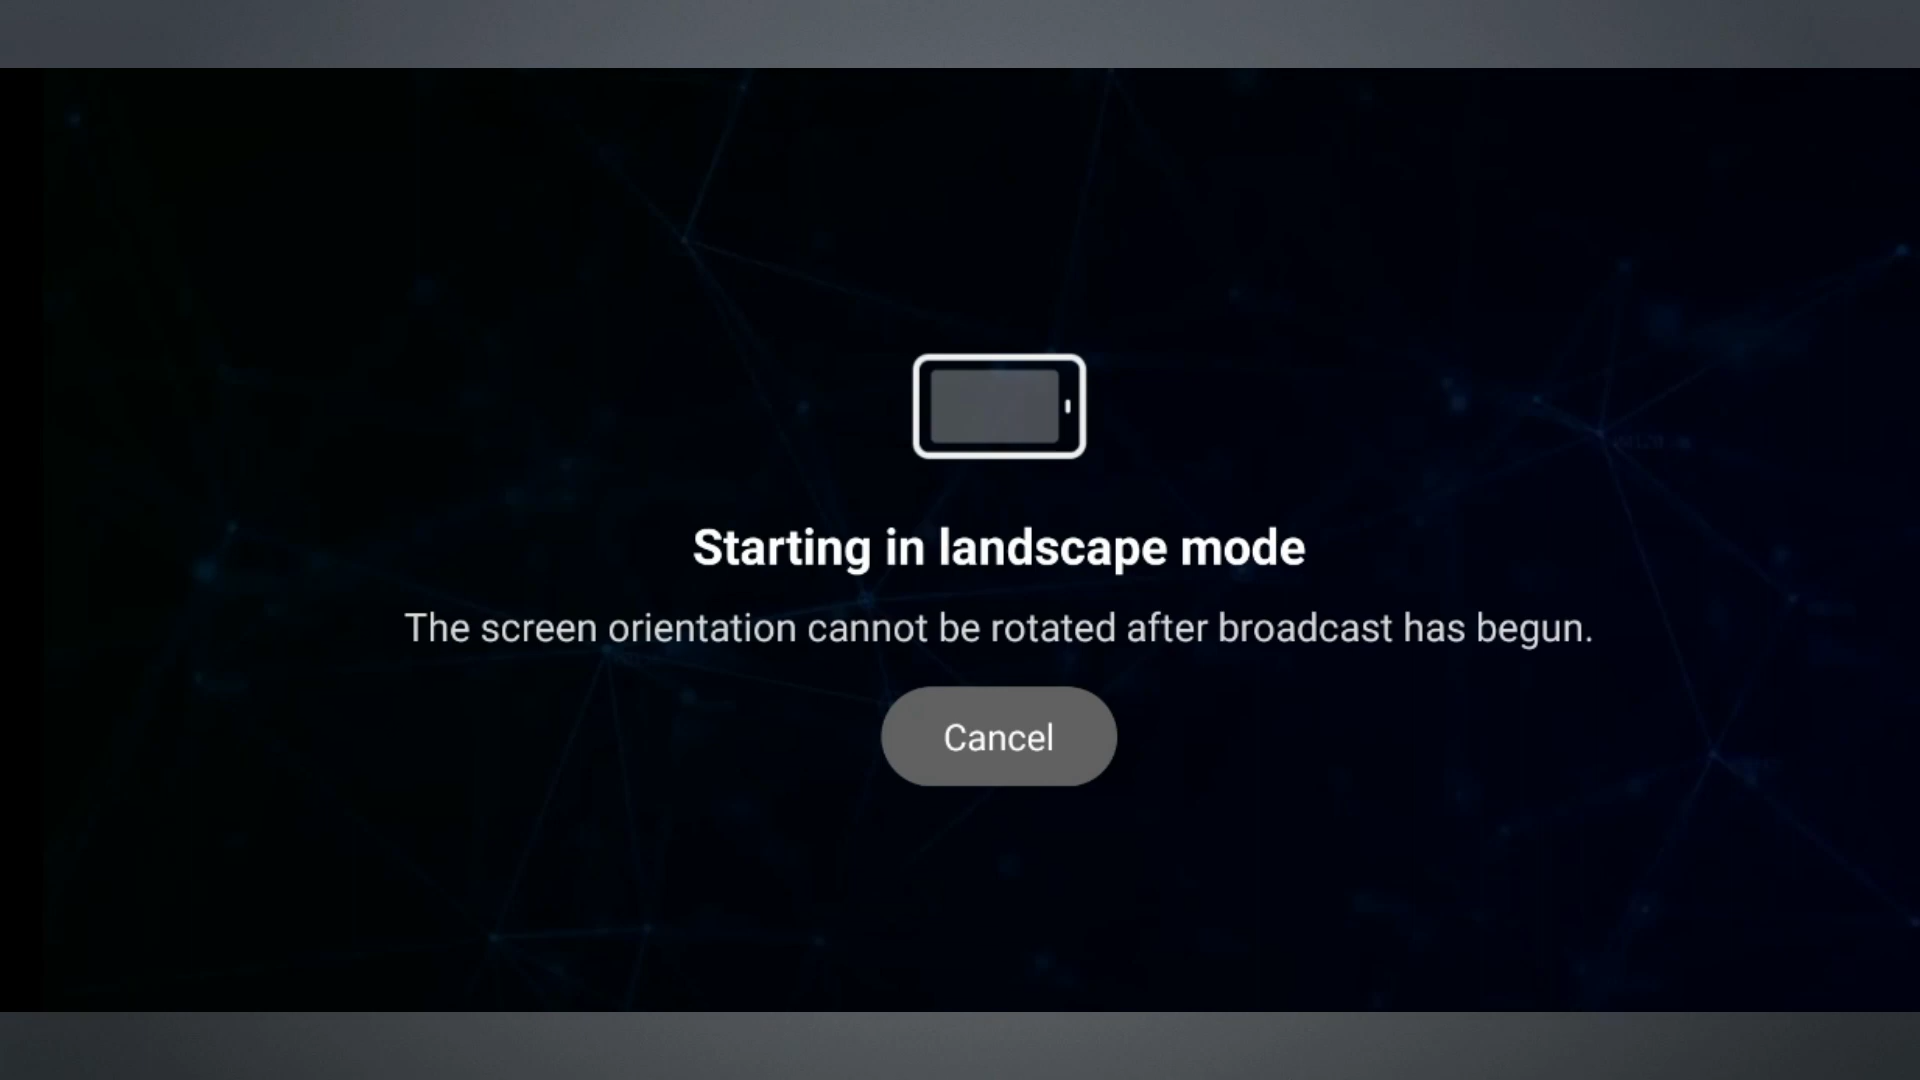 Starting in landscape mode
The screen orientation cannot be rotated after broadcast has begun.
Cancel